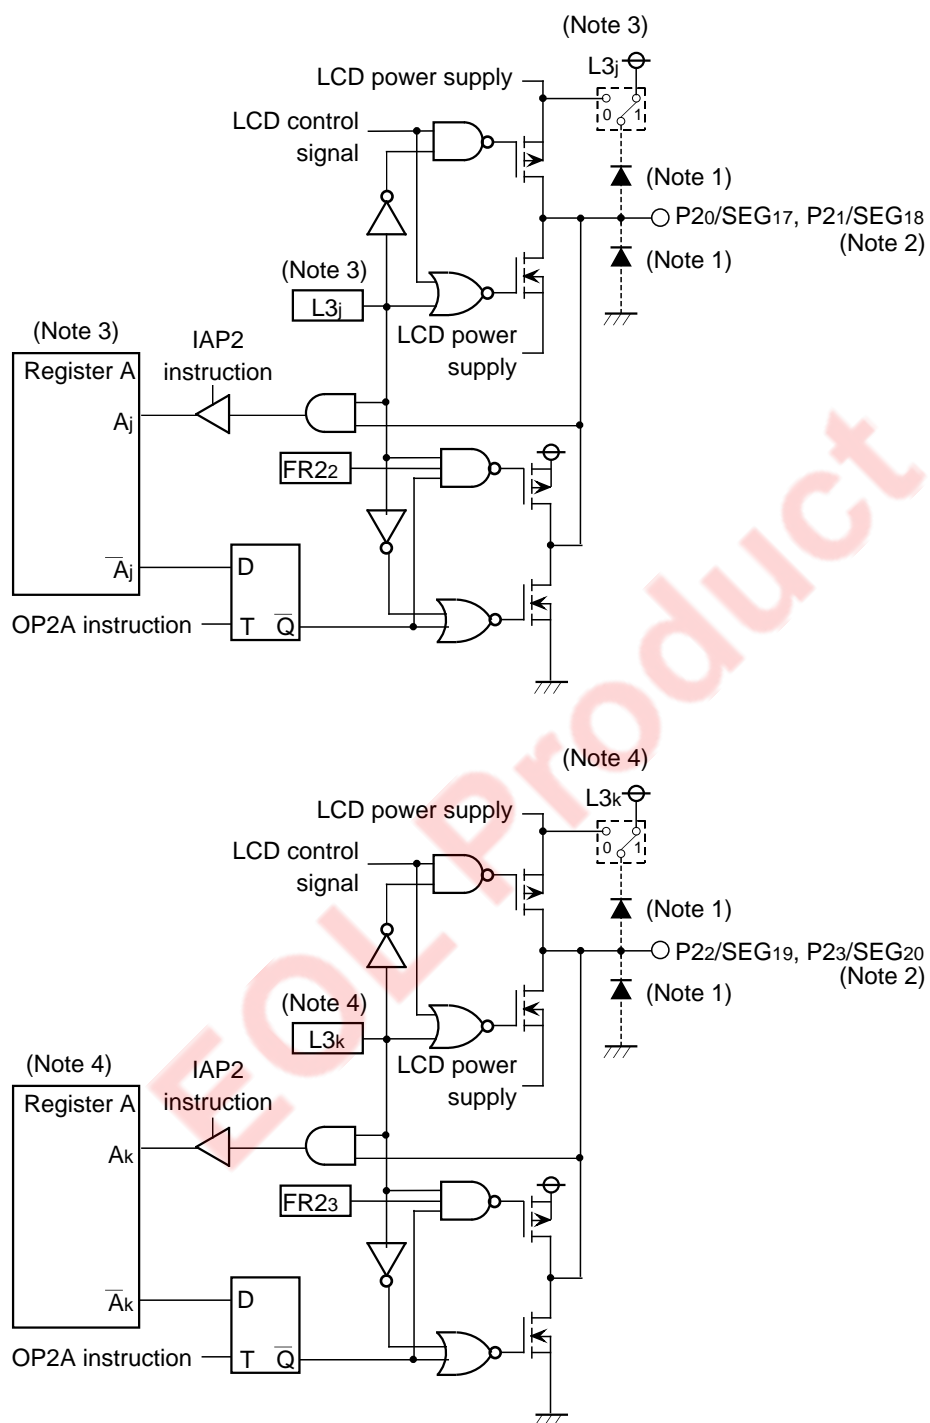 (Note 3)
L3j
LCD power supply
0 1
LCD control
signal
(Note 1)
P20/SEG17, P21/SEG18
(Note 2)
(Note 3)
(Note 1)
L3j
LCD power
supply
(Note 3)
IAP2
instruction
Register A
Aj
FR22
Aj
D
OP2A instruction
T Q
(Note 4)
L3k
LCD power supply
0 1
LCD control
signal
(Note 1)
P22/SEG19, P23/SEG20
(Note 2)
(Note 4)
(Note 1)
L3k
LCD power
supply
(Note 4)
IAP2
instruction
Register A
Ak
FR23
Ak
D
OP2A instruction
T Q
EOL Product